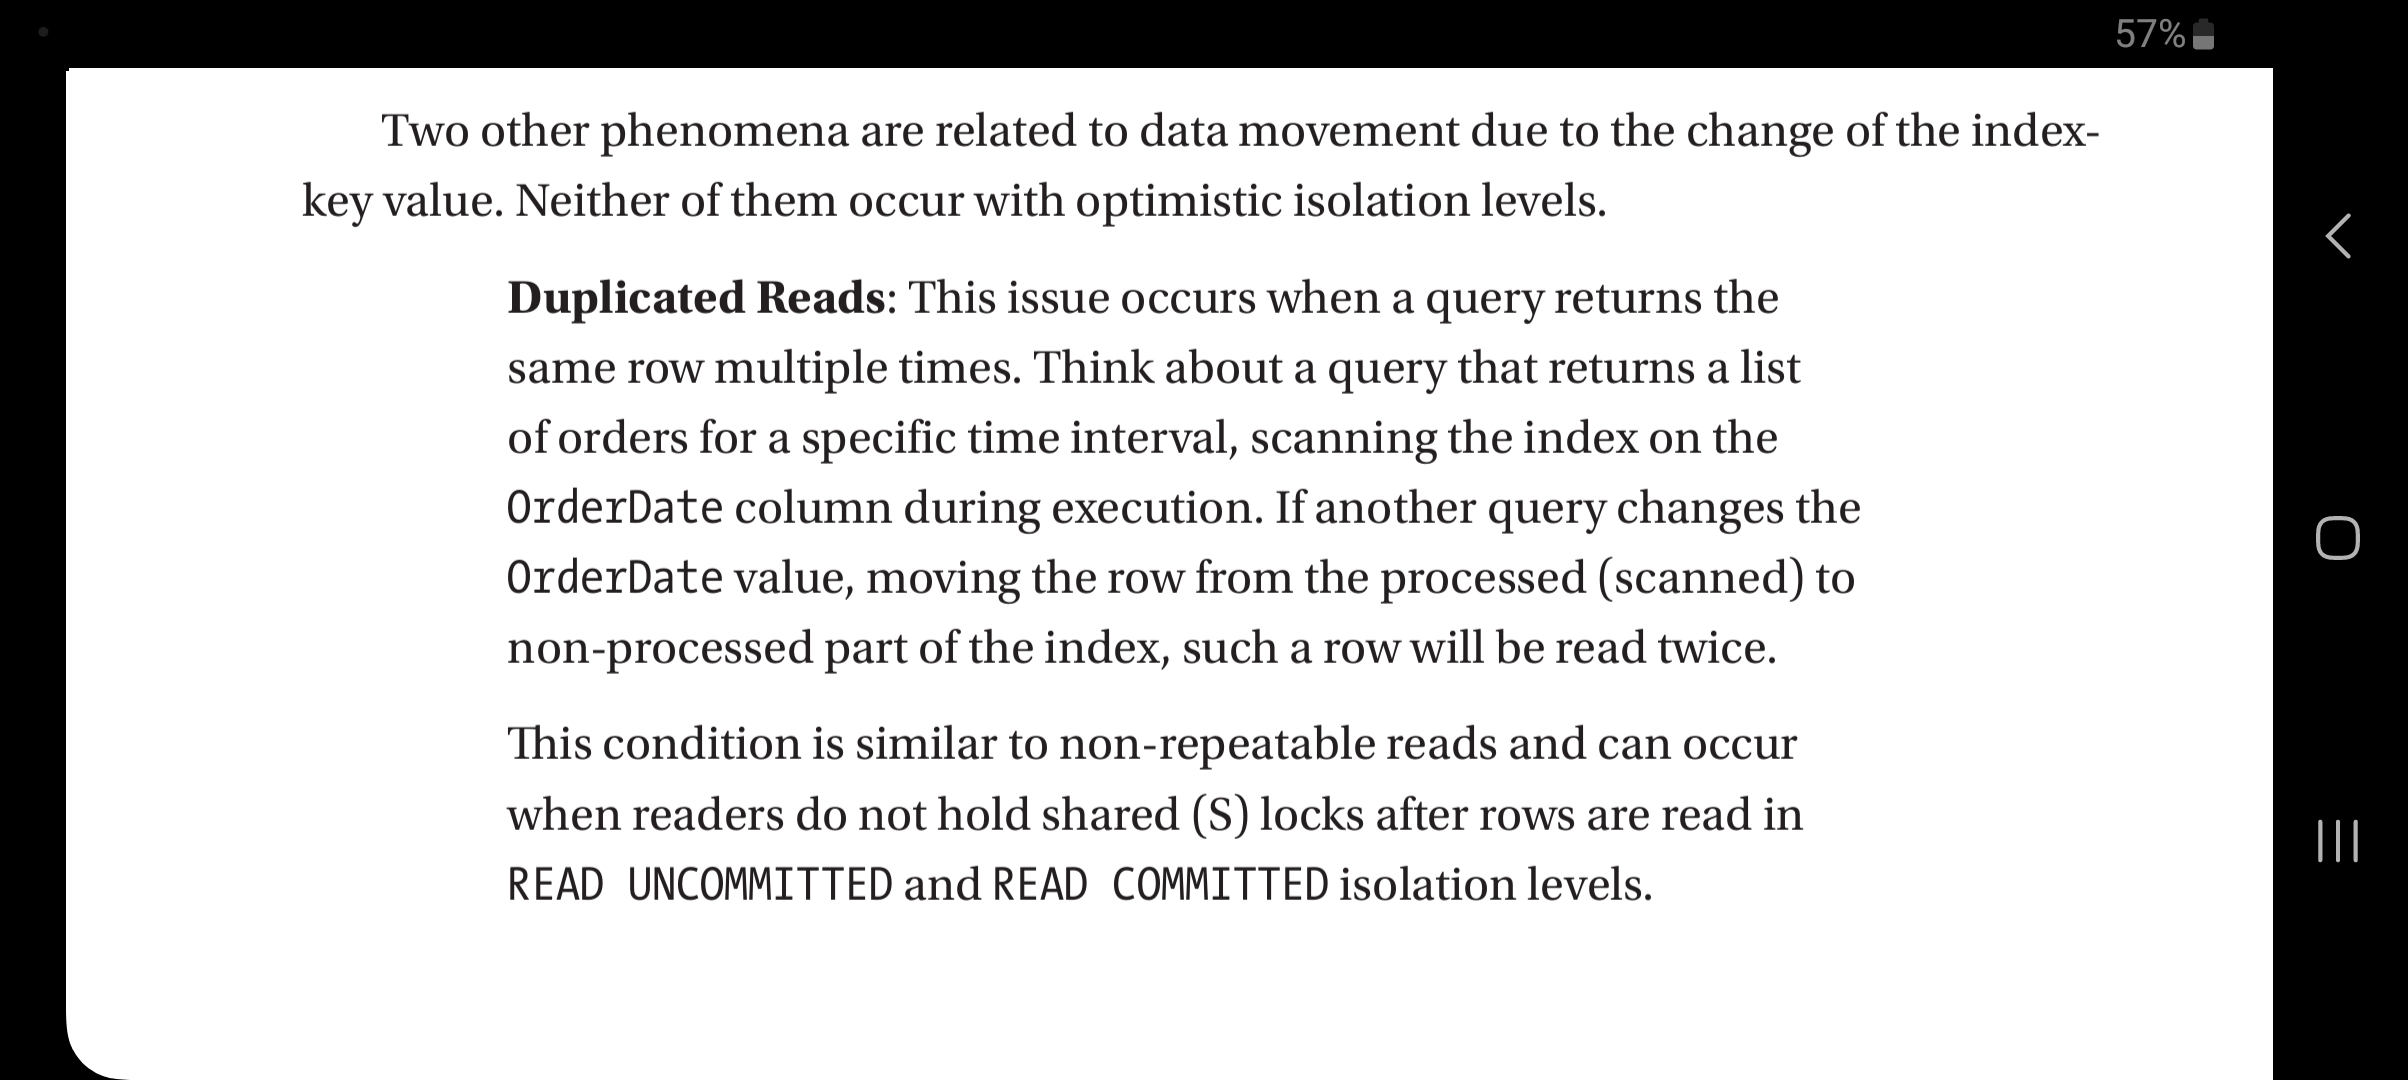 57%
Two other phenomena are related to data movement due to the change of the index-
key value. Neither of them occur with optimistic isolation levels.
Duplicated Reads: This issue occurs when a query returns the
same row multiple times. Think about a query that returns a list
of orders for a specific time interval, scanning the index on the
OrderDate column during execution. If another query changes the
OrderDate value, moving the row from the processed (scanned) to
non-processed part of the index, such a row will be read twice.
This condition is similar to non-repeatable reads and can occur
when readers do not hold shared (S) locks after rows are read in
READ UNCOMMITTED and READ COMMITTED isolation levels.